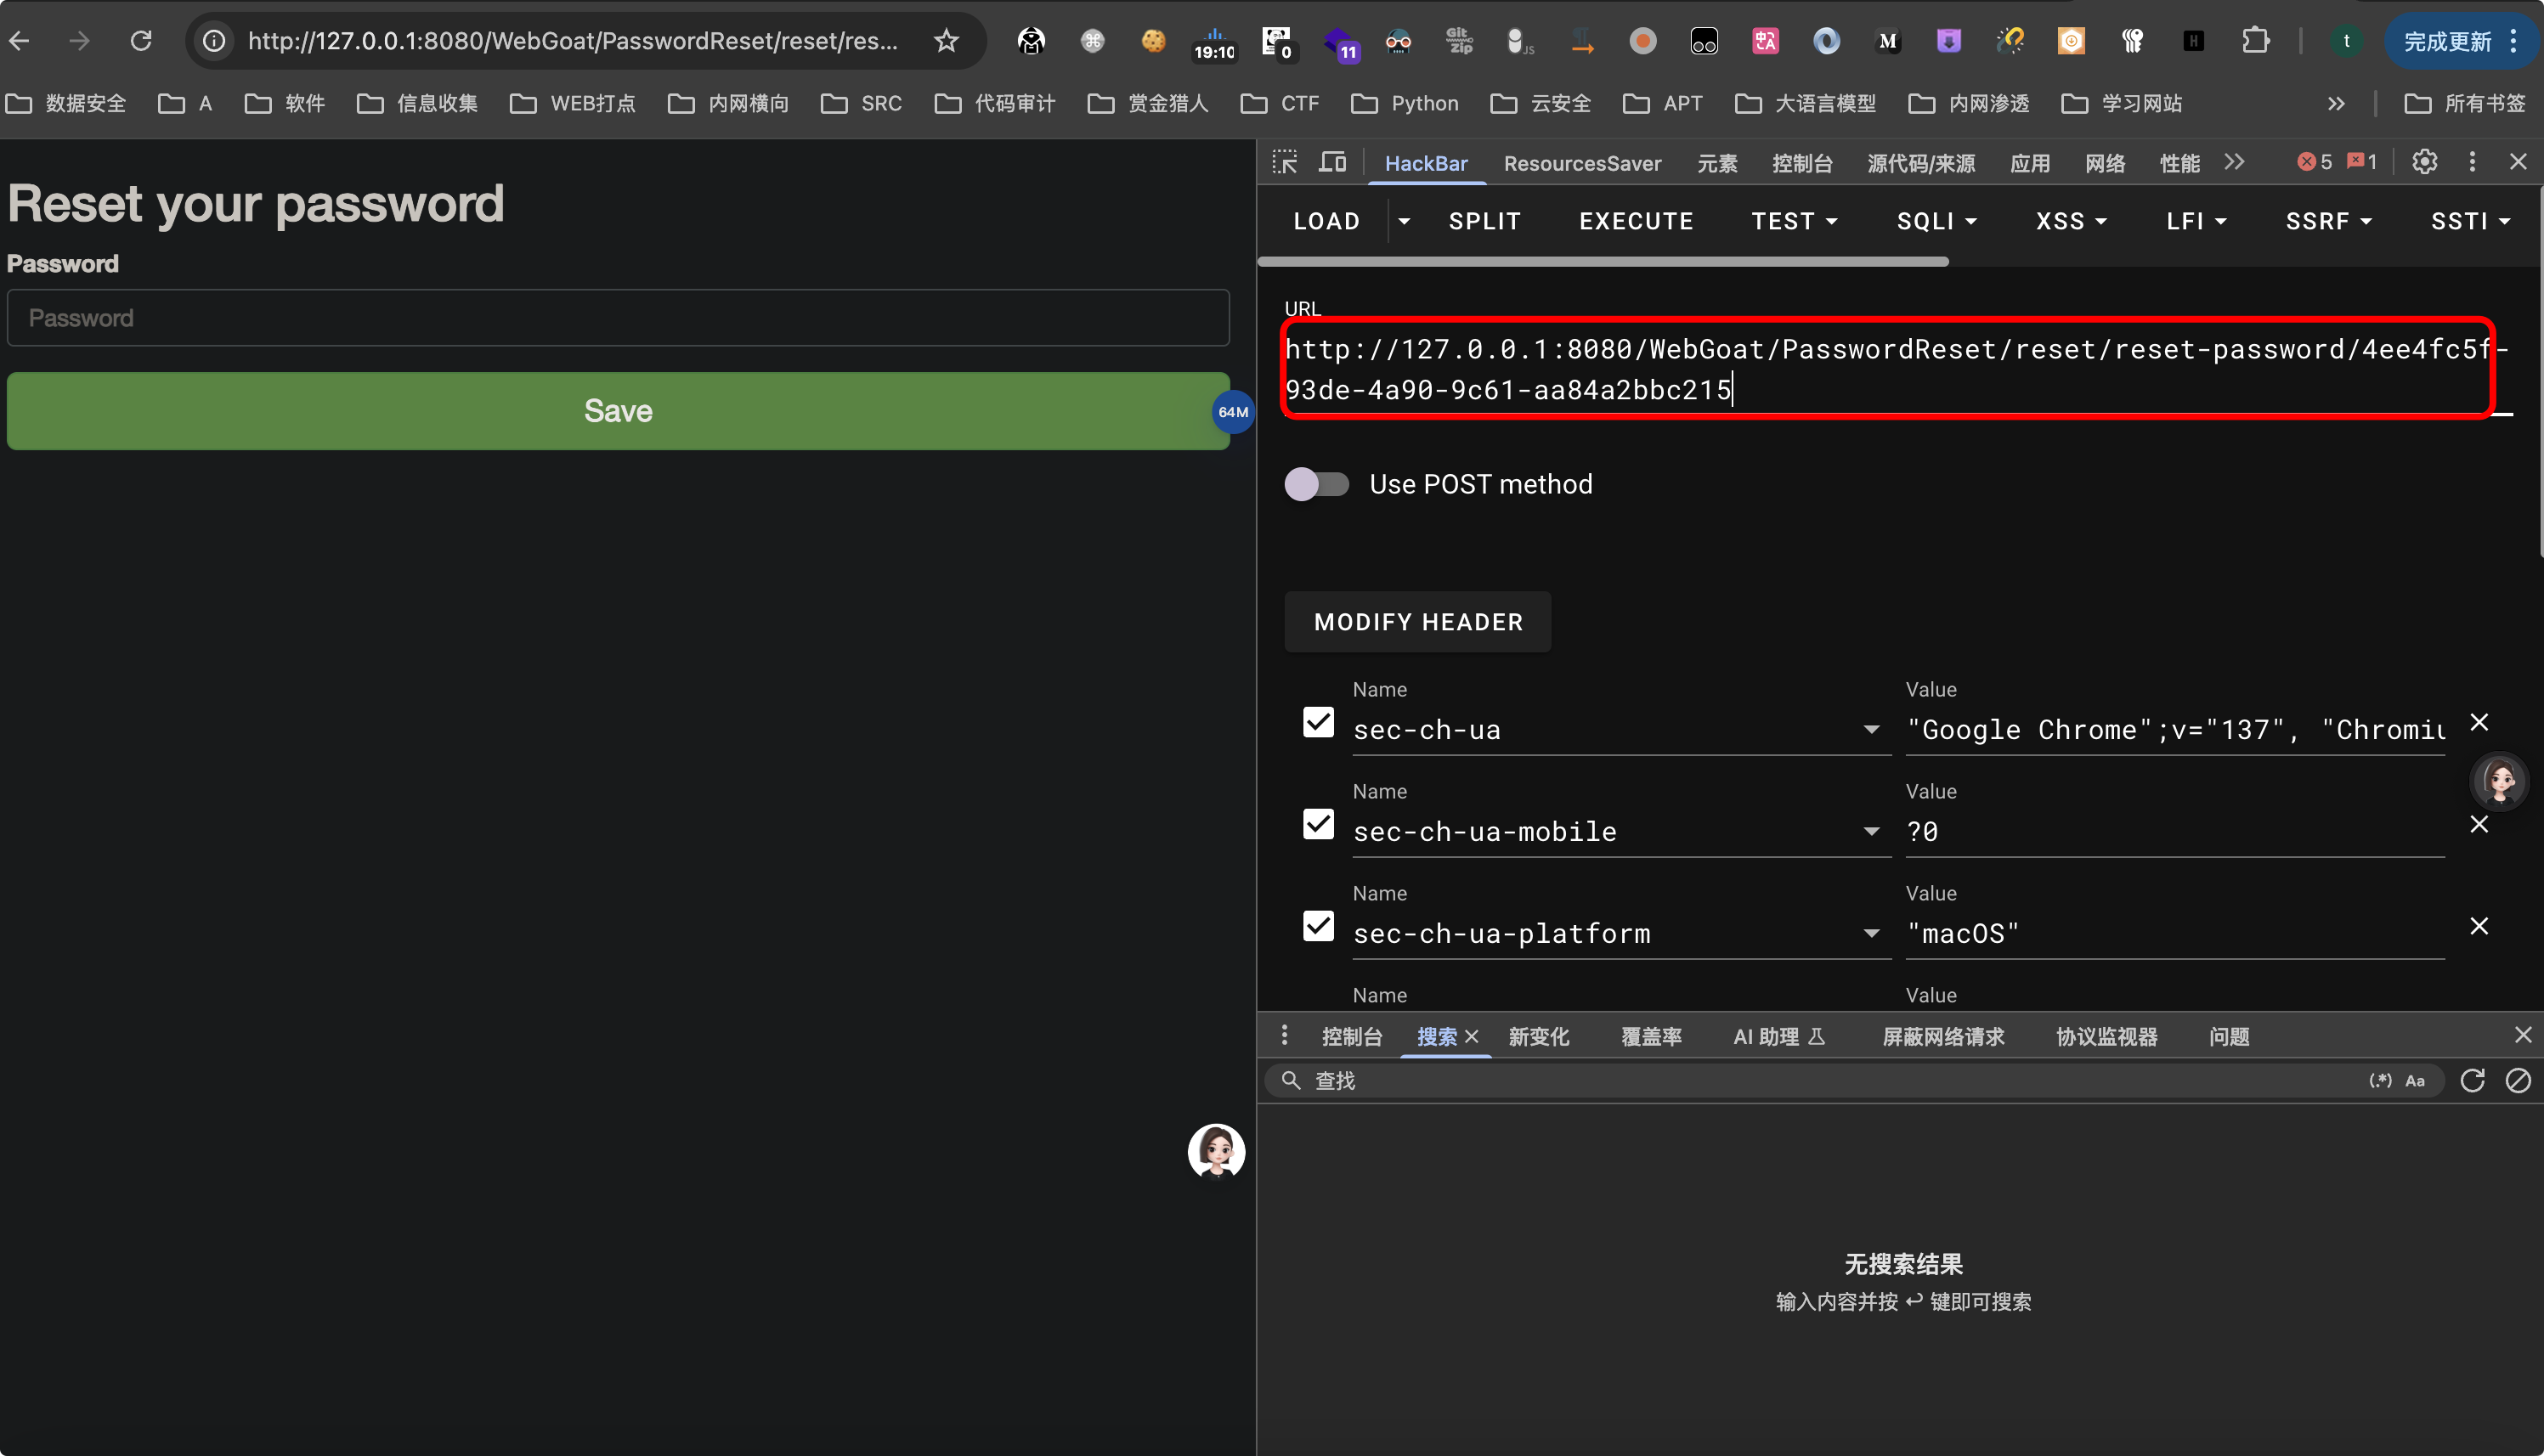 http://127.0.0.1:8080/WebGoat/PasswordReset/reset/res...
19:10
0
11
Git
Zip
JS
M
H
t
完成更新
数据安全
A
软件
信息收集
WEB打点
内网横向
SRC
代码审计
赏金猎人
CTF
Python
云安全
APT
大语言模型
内网渗透
学习网站
所有书签
Reset your password
Password
Password
Save
64M
HackBar
ResourcesSaver
元素
控制台
源代码/来源
应用
网络
性能
5
1
LOAD
SPLIT
EXECUTE
TEST
SQLI
XSS
LFI
SSRF
SSTI
URL
http://127.0.0.1:8080/WebGoat/PasswordReset/reset/reset-password/4ee4fc5f-
93de-4a90-9c61-aa84a2bbc215
Use POST method
MODIFY HEADER
Name
Value
sec-ch-ua
"Google Chrome";v="137", "Chromiu
Name
Value
sec-ch-ua-mobile
?0
Name
Value
sec-ch-ua-platform
"macOS"
Name
Value
控制台
搜索
新变化
覆盖率
AI 助理
屏蔽网络请求
协议监视器
问题
查找
(.*)
Aa
无搜索结果
输入内容并按 ↩ 键即可搜索